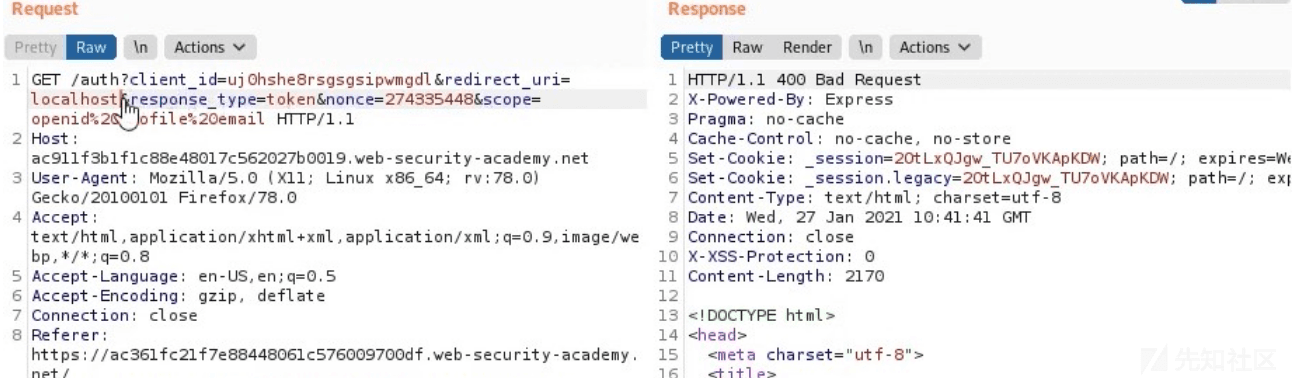 Request
Pretty Raw \n Actions
1 GET /auth?client_id=uj0hshe8rsgsgsipwmgdl&redirect_uri=
localhost&response_type=token&nonce=274335448&scope=
openid%20 ofile%20email HTTP/1.1
2 Host:
ac911f3b1f1c88e48017c562027b0019.web-security-academy.net
3 User-Agent: Mozilla/5.0 (X11; Linux x86_64; rv:78.0)
Gecko/20100101 Firefox/78.0
4 Accept:
text/html,application/xhtml+xml,application/xml;q=0.9,image/we
bp,*/*;q=0.8
5 Accept-Language: en-US,en;q=0.5
6 Accept-Encoding: gzip, deflate
7 Connection: close
8 Referer:
https://ac361fc21f7e88448061c576009700df.web-security-academy.
net/
Response
Pretty Raw Render \n Actions
1 HTTP/1.1 400 Bad Request
2 X-Powered-By: Express
3 Pragma: no-cache
4 Cache-Control: no-cache, no-store
5 Set-Cookie: _session=2OtLxQJgw_TU7oVKApKDW; path=/; expires=We
6 Set-Cookie: _session.legacy=2OtLxQJgw_TU7oVKApKDW; path=/; exp
7 Content-Type: text/html; charset=utf-8
8 Date: Wed, 27 Jan 2021 10:41:41 GMT
9 Connection: close
10 X-XSS-Protection: 0
11 Content-Length: 2170
12
13 <!DOCTYPE html>
14 <head>
15 <meta charset="utf-8">
16 <title>
先知社区